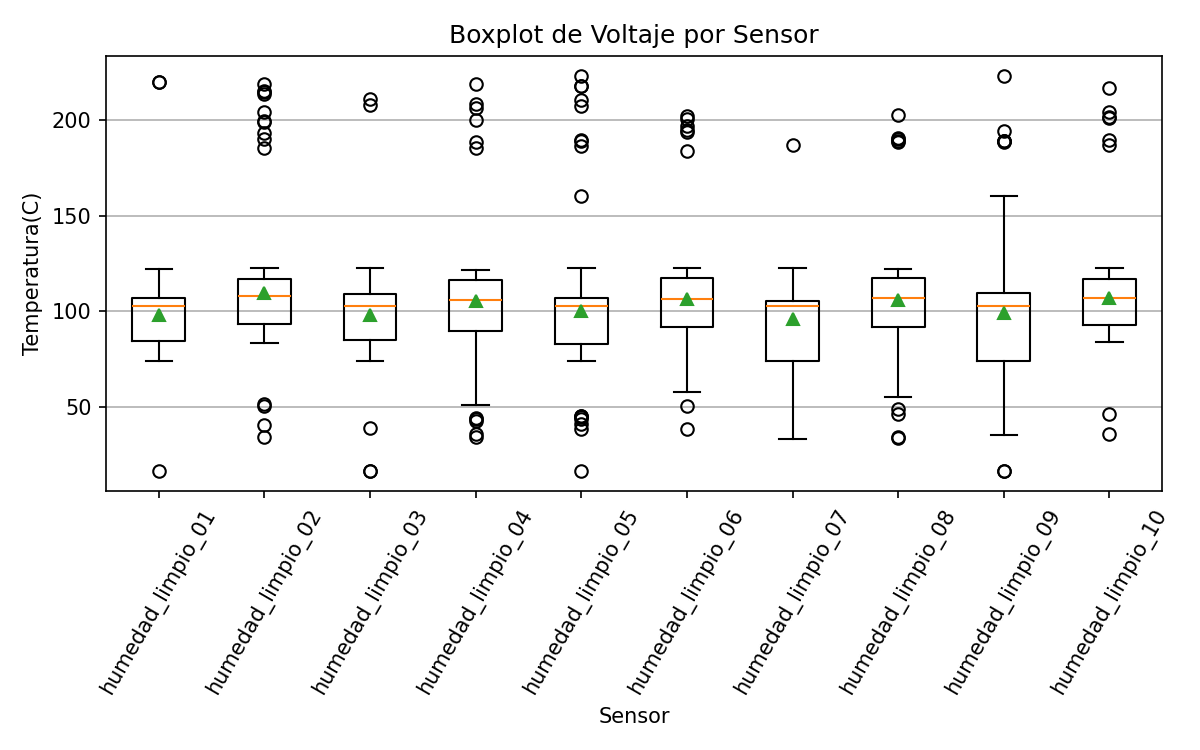 Boxplot de Voltaje por Sensor
Temperatura(C)
200
150
100
50
humedad_limpio_01
humedad_limpio_02
humedad_limpio_03
humedad_limpio_04
humedad_limpio_05
humedad_limpio_06
humedad_limpio_07
humedad_limpio_08
humedad_limpio_09
humedad_limpio_10
Sensor